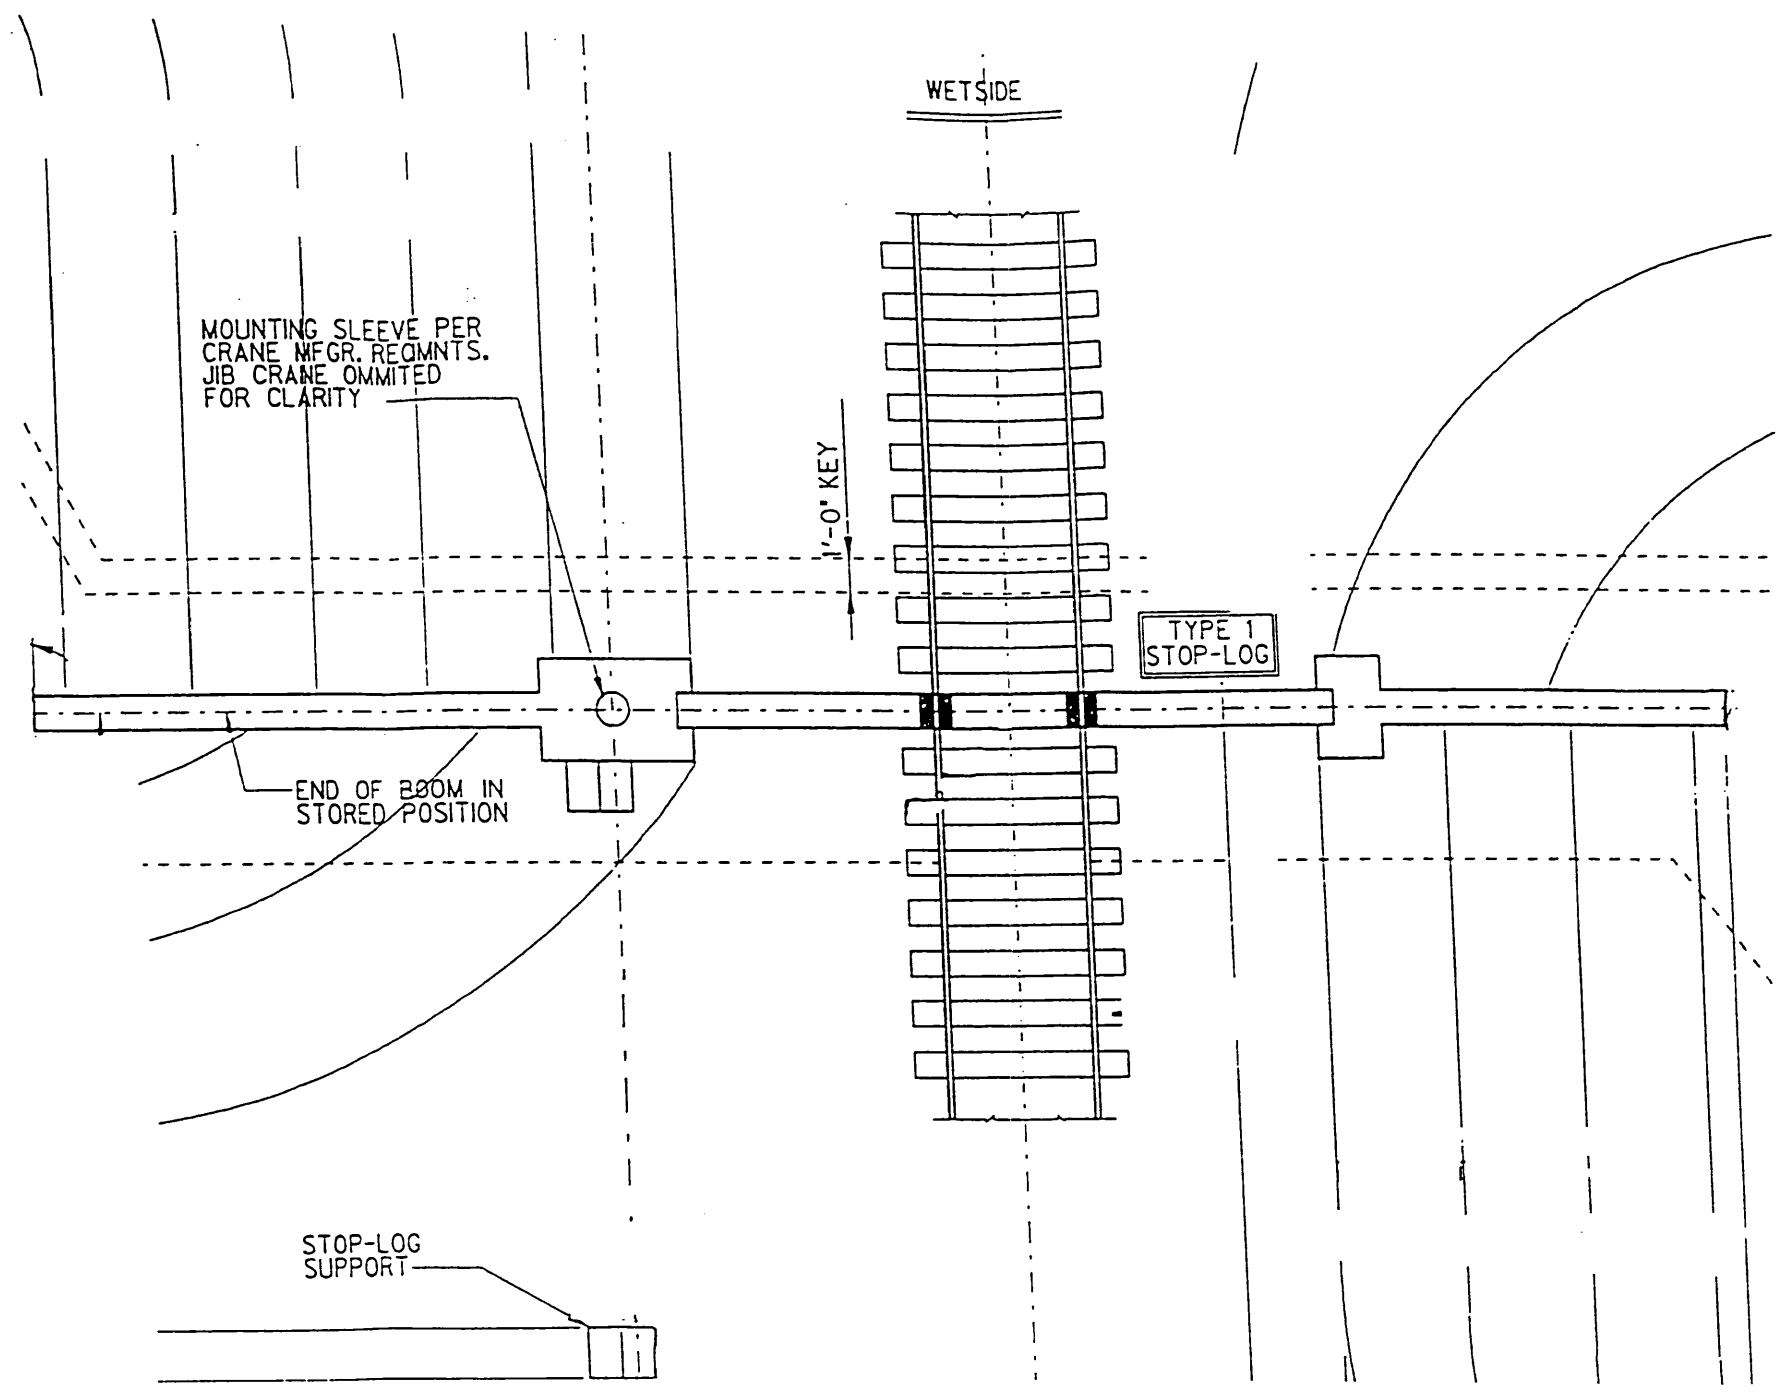 WETSIDE
MOUNTING SLEEVE PER
CRANE MFGR. REQMNTS.
JIB CRANE OMMITED
FOR CLARITY
1'-0" KEY
TYPE 1
STOP-LOG
END OF BOOM IN
STORED POSITION
STOP-LOG
SUPPORT